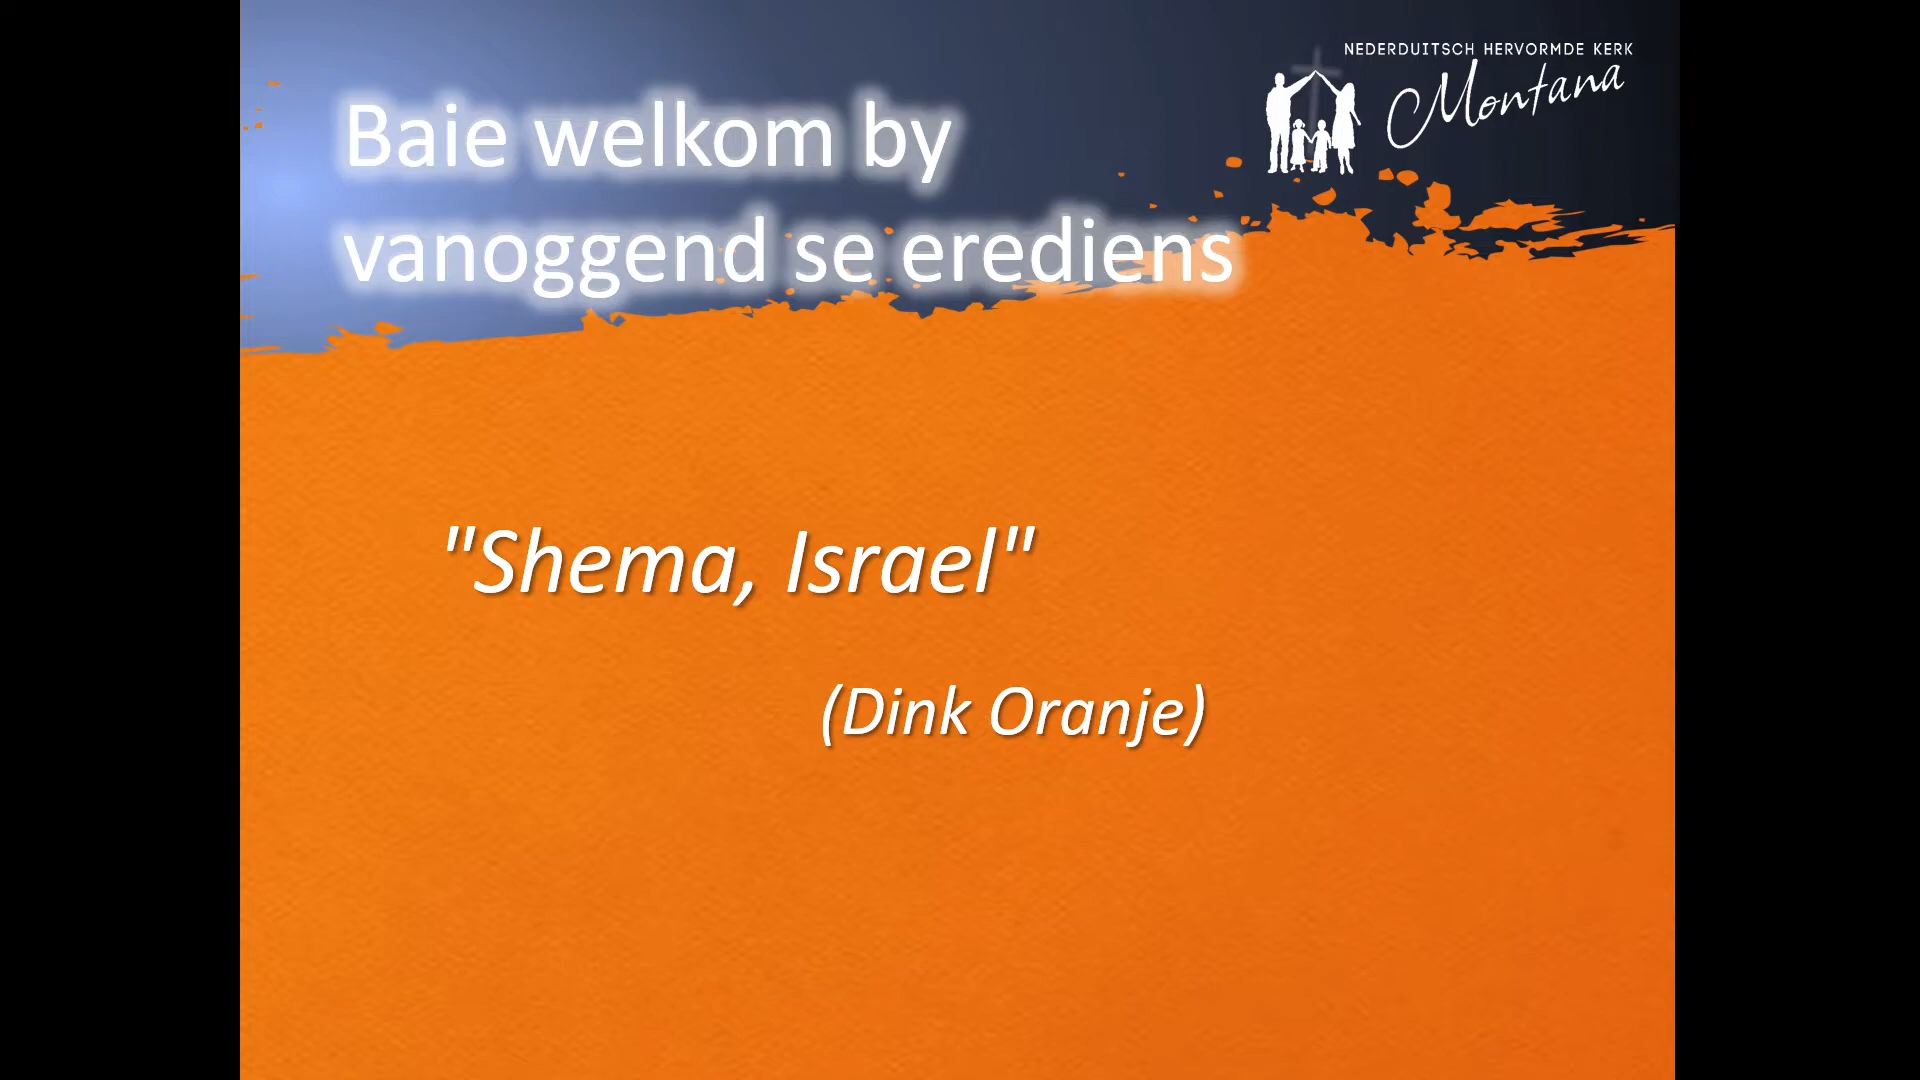 NEDERDUITSCH HERVORMDE KERK
Montana
Baie welkom by
vanoggend se erediens
"Shema, Israel"
(Dink Oranje)